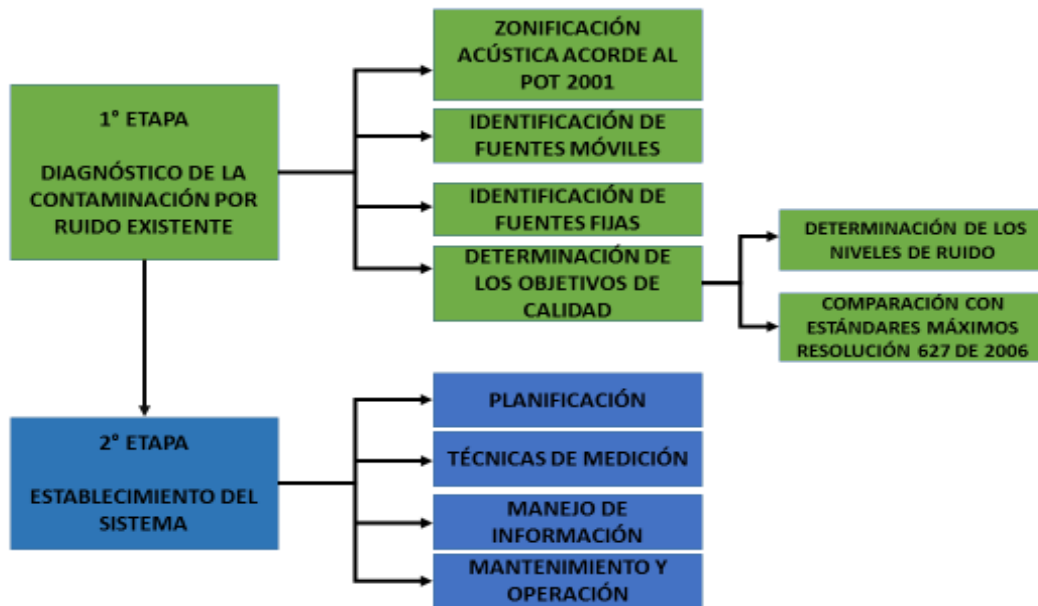 1° ETAPA
DIAGNÓSTICO DE LA
CONTAMINACIÓN POR
RUIDO EXISTENTE
ZONIFICACIÓN
ACÚSTICA ACORDE AL
POT 2001
IDENTIFICACIÓN DE
FUENTES MÓVILES
IDENTIFICACIÓN DE
FUENTES FIJAS
DETERMINACIÓN DE
LOS OBJETIVOS DE
CALIDAD
DETERMINACIÓN DE LOS
NIVELES DE RUIDO
COMPARACIÓN CON
ESTÁNDARES MÁXIMOS
RESOLUCIÓN 627 DE 2006
2° ETAPA
ESTABLECIMIENTO DEL
SISTEMA
PLANIFICACIÓN
TÉCNICAS DE MEDICIÓN
MANEJO DE
INFORMACIÓN
MANTENIMIENTO Y
OPERACIÓN